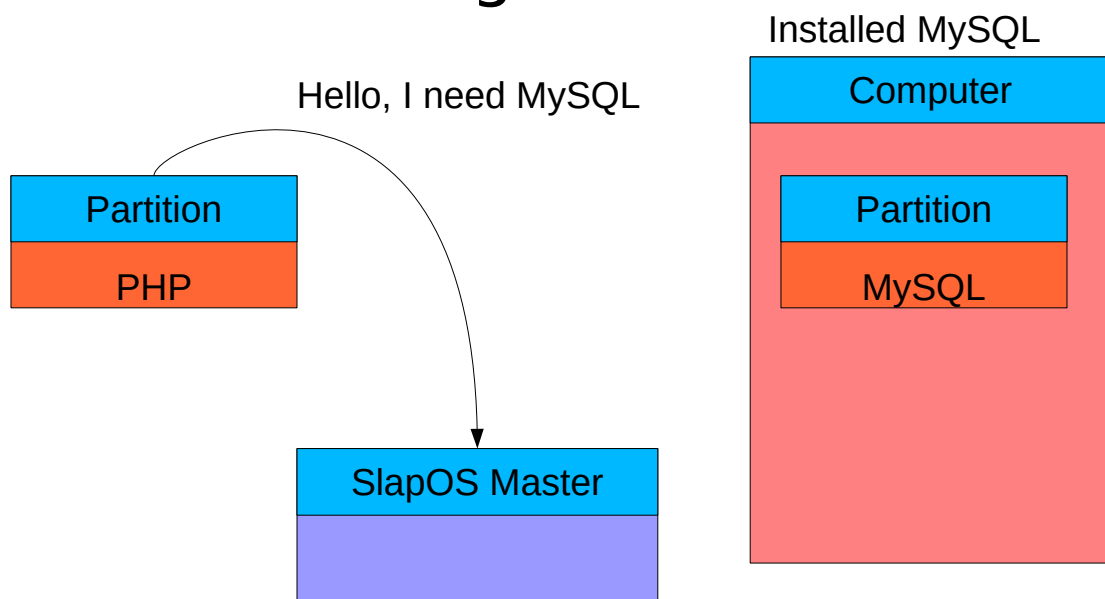 Installed MySQL
Hello, I need MySQL
Computer
Partition
PHP
Partition
MySQL
SlapOS Master